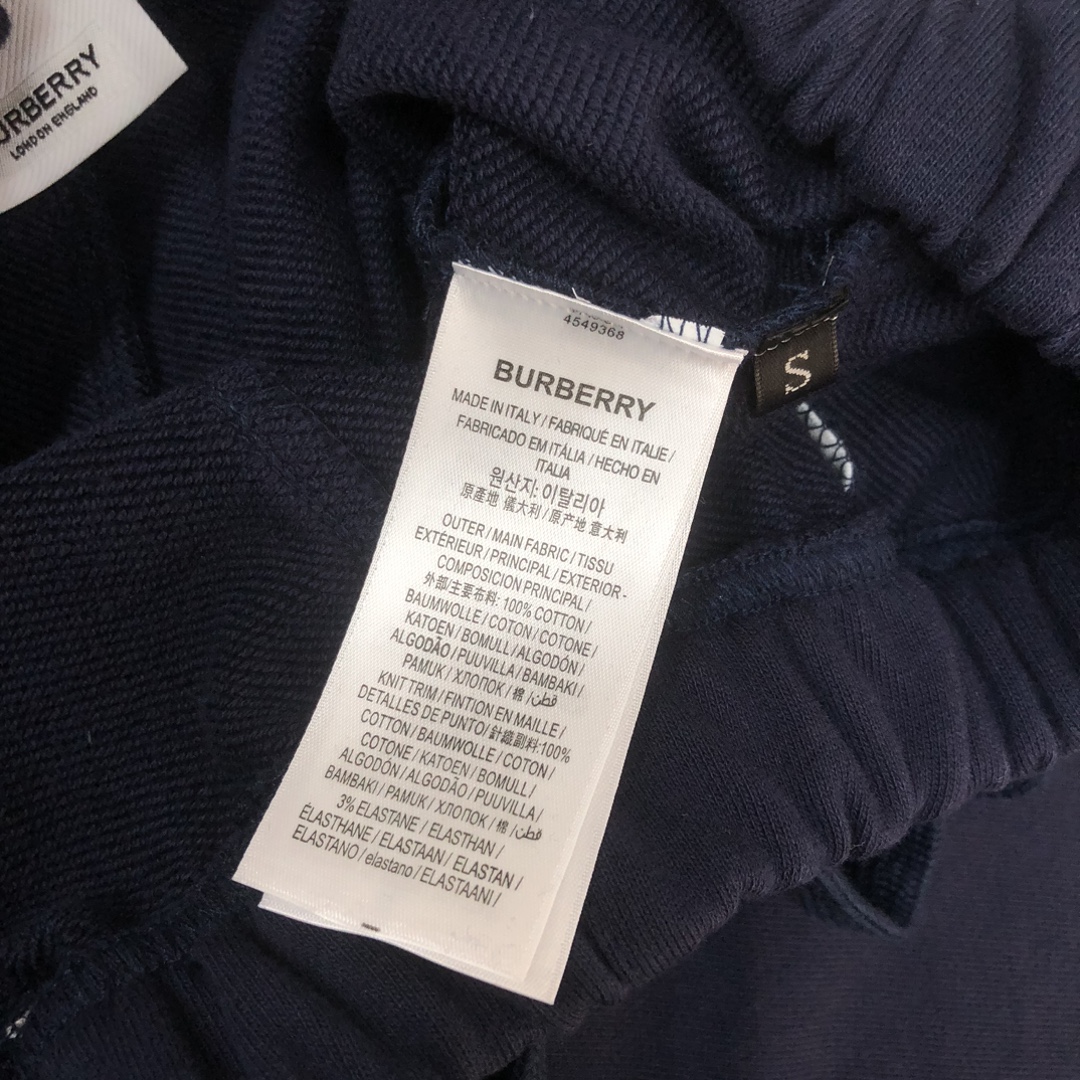 URBERRY
LONDON ENGLAND
4549368
S
BURBERRY
MADE IN ITALY / FABRIQUÉ EN ITALIE /
FABRICADO EM ITÁLIA / HECHO EN
ITALIA
원산지: 이탈리아
原產地 儀大利 / 原产地 意大利
OUTER / MAIN FABRIC / TISSU
EXTÉRIEUR / PRINCIPAL / EXTERIOR -
COMPOSICION PRINCIPAL /
外部/主要布料: 100% COTTON /
BAUMWOLLE / COTON / COTONE /
KATOEN / BOMULL / ALGODÓN /
ALGODÃO / PUUVILLA / BAMBAKI /
PAMUK / ХЛОПОК / 棉 / قطن
KNIT TRIM / FINTION EN MAILLE /
DETALLES DE PUNTO/ 針織副料:100%
COTTON / BAUMWOLLE / COTON /
COTONE / KATOEN / BOMULL /
ALGODÓN / ALGODÃO / PUUVILLA /
BAMBAKI / PAMUK / ХЛОПОК / 棉 / قطن
3% ELASTANE / ELASTHAN /
ÉLASTHANE / ELASTAAN / ELASTAN /
ELASTANO / elastano / ELASTAANI /